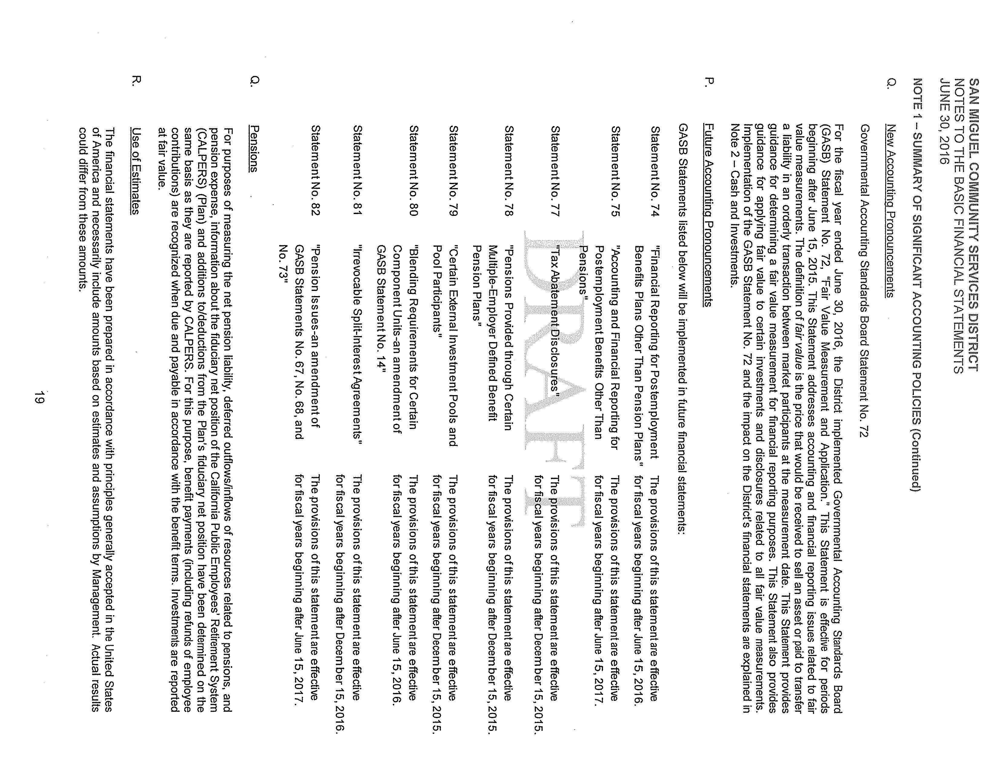 SAN MIGUEL COMMUNITY SERVICES DISTRICT
NOTES TO THE BASIC FINANCIAL STATEMENTS
JUNE 30, 2016
NOTE 1 – SUMMARY OF SIGNIFICANT ACCOUNTING POLICIES (Continued)
Q. New Accounting Pronouncements
Governmental Accounting Standards Board Statement No. 72
For the fiscal year ended June 30, 2016, the District implemented Governmental Accounting Standards Board
(GASB) Statement No. 72, "Fair Value Measurement and Application." This Statement is effective for periods
beginning after June 15, 2015. This Statement addresses accounting and financial reporting issues related to fair
value measurements. The definition of fair value is the price that would be received to sell an asset or paid to transfer
a liability in an orderly transaction between market participants at the measurement date. This Statement provides
guidance for determining a fair value measurement for financial reporting purposes. This Statement also provides
guidance for applying fair value to certain investments and disclosures related to all fair value measurements.
Implementation of the GASB Statement No. 72 and the impact on the District's financial statements are explained in
Note 2 – Cash and Investments.
P. Future Accounting Pronouncements
GASB Statements listed below will be implemented in future financial statements:
Statement No. 74 "Financial Reporting for Postemployment The provisions of this statement are effective
Benefits Plans Other Than Pension Plans" for fiscal years beginning after June 15, 2016.
Statement No. 75 "Accounting and Financial Reporting for The provisions of this statement are effective
Postemployment Benefits Other Than for fiscal years beginning after June 15, 2017.
Pensions"
DRAFT
Statement No. 77 "Tax Abatement Disclosures" The provisions of this statement are effective
for fiscal years beginning after December 15, 2015.
Statement No. 78 "Pensions Provided through Certain The provisions of this statement are effective
Multiple-Employer Defined Benefit for fiscal years beginning after December 15, 2015.
Pension Plans"
Statement No. 79 "Certain External Investment Pools and The provisions of this statement are effective
Pool Participants" for fiscal years beginning after December 15, 2015.
Statement No. 80 "Blending Requirements for Certain The provisions of this statement are effective
Component Units-an amendment of for fiscal years beginning after June 15, 2016.
GASB Statement No. 14"
Statement No. 81 "Irrevocable Split-Interest Agreements" The provisions of this statement are effective
for fiscal years beginning after December 15, 2016.
Statement No. 82 "Pension Issues-an amendment of The provisions of this statement are effective
GASB Statements No. 67, No. 68, and for fiscal years beginning after June 15, 2017.
No. 73"
Q. Pensions
For purposes of measuring the net pension liability, deferred outflows/inflows of resources related to pensions, and
pension expense, information about the fiduciary net position of the California Public Employees' Retirement System
(CALPERS) (Plan) and additions to/deductions from the Plan's fiduciary net position have been determined on the
same basis as they are reported by CALPERS. For this purpose, benefit payments (including refunds of employee
contributions) are recognized when due and payable in accordance with the benefit terms. Investments are reported
at fair value.
R. Use of Estimates
The financial statements have been prepared in accordance with principles generally accepted in the United States
of America and necessarily include amounts based on estimates and assumptions by Management. Actual results
could differ from these amounts.
19